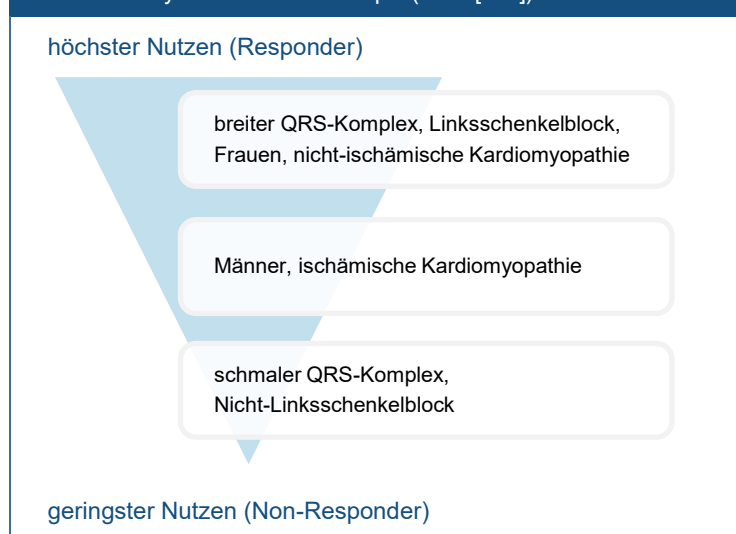 höchster Nutzen (Responder)
breiter QRS-Komplex, Linksschenkelblock,
Frauen, nicht-ischämische Kardiomyopathie
Männer, ischämische Kardiomyopathie
schmaler QRS-Komplex,
Nicht-Linksschenkelblock
geringster Nutzen (Non-Responder)